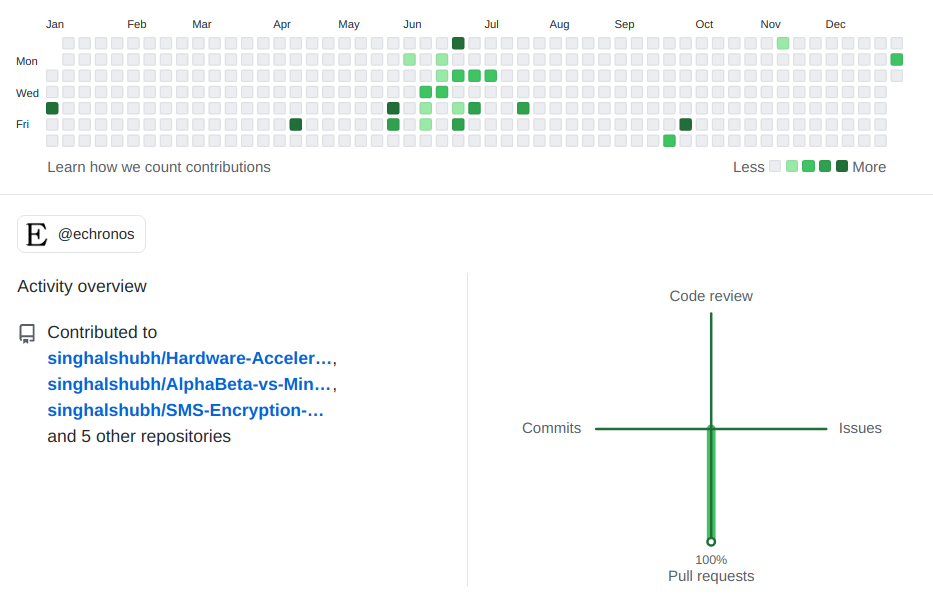 Jan Feb Mar Apr May Jun Jul Aug Sep Oct Nov Dec
Mon
Wed
Fri
Learn how we count contributions
Less More
E @echronos
Activity overview
Contributed to
singhalshubh/Hardware-Acceler…,
singhalshubh/AlphaBeta-vs-Min…,
singhalshubh/SMS-Encryption-…
and 5 other repositories
Code review
Commits
Issues
100%
Pull requests